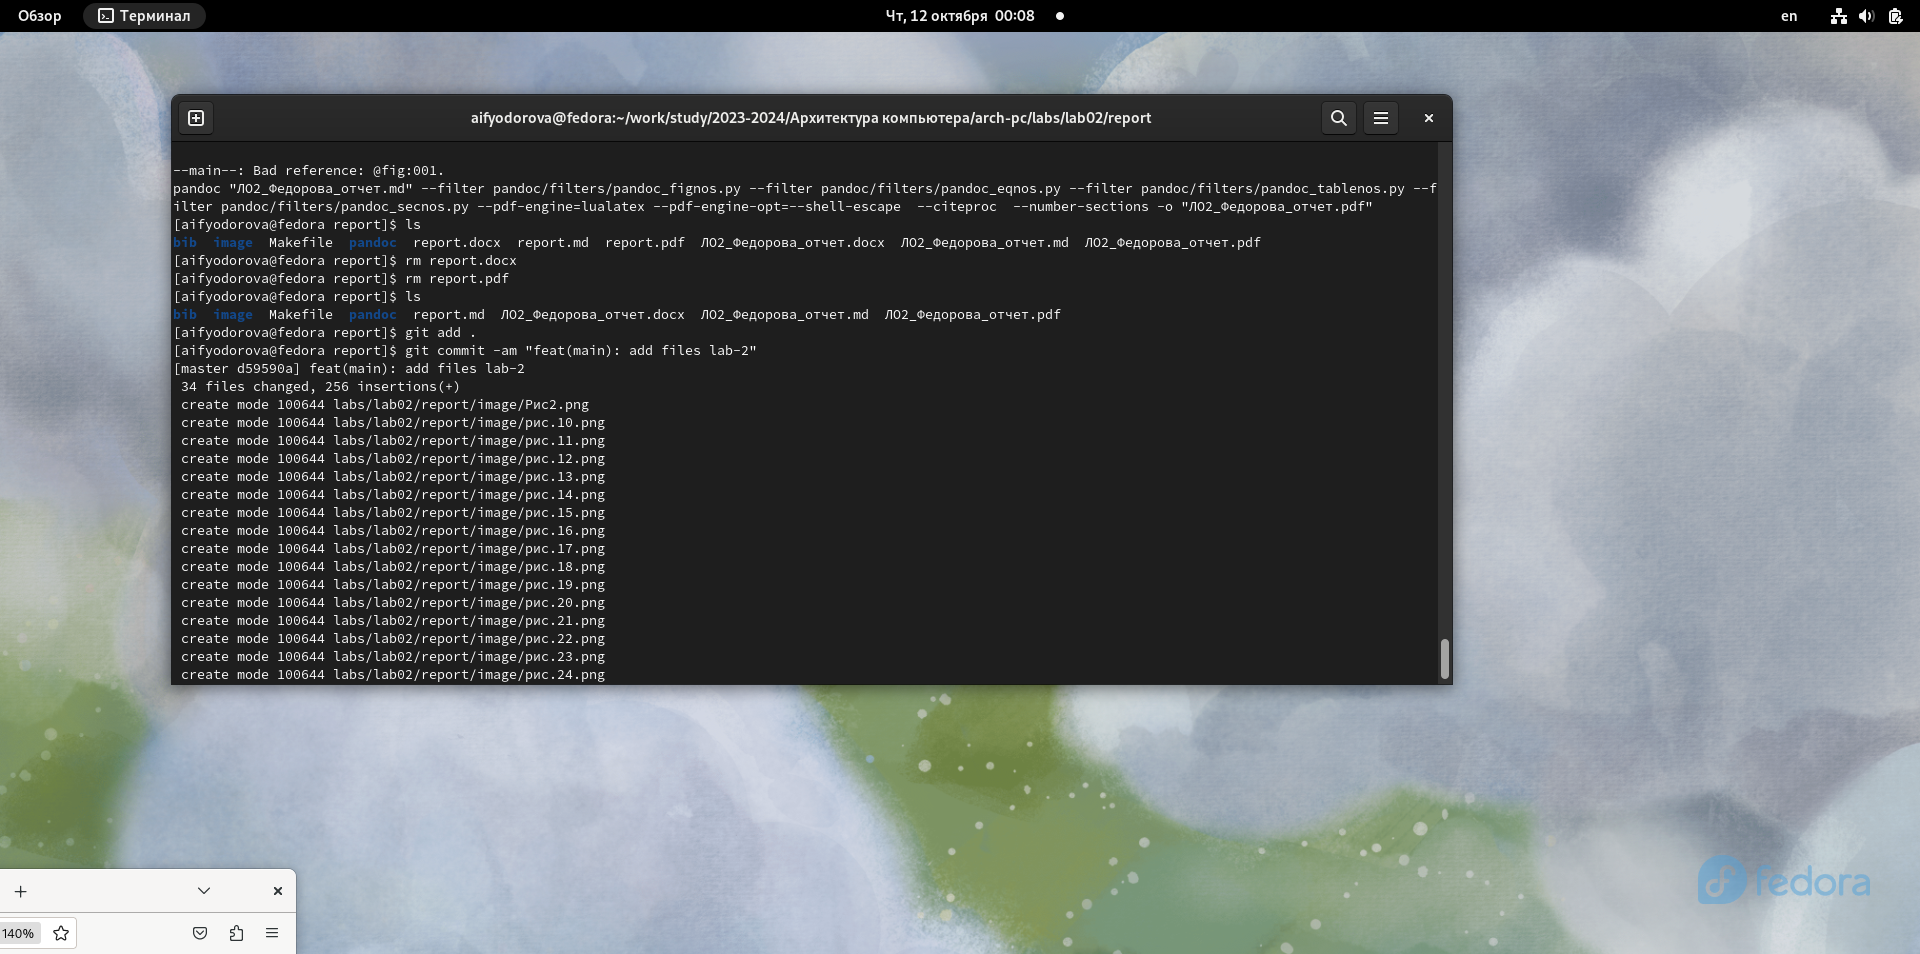 Обзор
Терминал
Чт, 12 октября 00:08
en
aifyodorova@fedora:~/work/study/2023-2024/Архитектура компьютера/arch-pc/labs/lab02/report
--main--: Bad reference: @fig:001.
pandoc "ЛО2_Федорова_отчет.md" --filter pandoc/filters/pandoc_fignos.py --filter pandoc/filters/pandoc_eqnos.py --filter pandoc/filters/pandoc_tablenos.py --f
ilter pandoc/filters/pandoc_secnos.py --pdf-engine=lualatex --pdf-engine-opt=--shell-escape  --citeproc  --number-sections -o "ЛО2_Федорова_отчет.pdf"
[aifyodorova@fedora report]$ ls
bib  image  Makefile  pandoc  report.docx  report.md  report.pdf  ЛО2_Федорова_отчет.docx  ЛО2_Федорова_отчет.md  ЛО2_Федорова_отчет.pdf
[aifyodorova@fedora report]$ rm report.docx
[aifyodorova@fedora report]$ rm report.pdf
[aifyodorova@fedora report]$ ls
bib  image  Makefile  pandoc  report.md  ЛО2_Федорова_отчет.docx  ЛО2_Федорова_отчет.md  ЛО2_Федорова_отчет.pdf
[aifyodorova@fedora report]$ git add .
[aifyodorova@fedora report]$ git commit -am "feat(main): add files lab-2"
[master d59590a] feat(main): add files lab-2
 34 files changed, 256 insertions(+)
 create mode 100644 labs/lab02/report/image/Рис2.png
 create mode 100644 labs/lab02/report/image/рис.10.png
 create mode 100644 labs/lab02/report/image/рис.11.png
 create mode 100644 labs/lab02/report/image/рис.12.png
 create mode 100644 labs/lab02/report/image/рис.13.png
 create mode 100644 labs/lab02/report/image/рис.14.png
 create mode 100644 labs/lab02/report/image/рис.15.png
 create mode 100644 labs/lab02/report/image/рис.16.png
 create mode 100644 labs/lab02/report/image/рис.17.png
 create mode 100644 labs/lab02/report/image/рис.18.png
 create mode 100644 labs/lab02/report/image/рис.19.png
 create mode 100644 labs/lab02/report/image/рис.20.png
 create mode 100644 labs/lab02/report/image/рис.21.png
 create mode 100644 labs/lab02/report/image/рис.22.png
 create mode 100644 labs/lab02/report/image/рис.23.png
 create mode 100644 labs/lab02/report/image/рис.24.png
140%
fedora